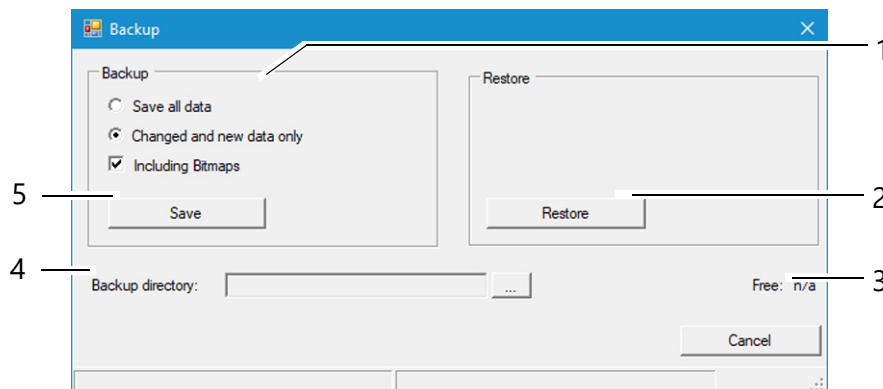 Backup
1
Backup
Restore
Save all data
Changed and new data only
Including Bitmaps
5
2
Save
Restore
4
3
Backup directory:
...
Free: n/a
Cancel